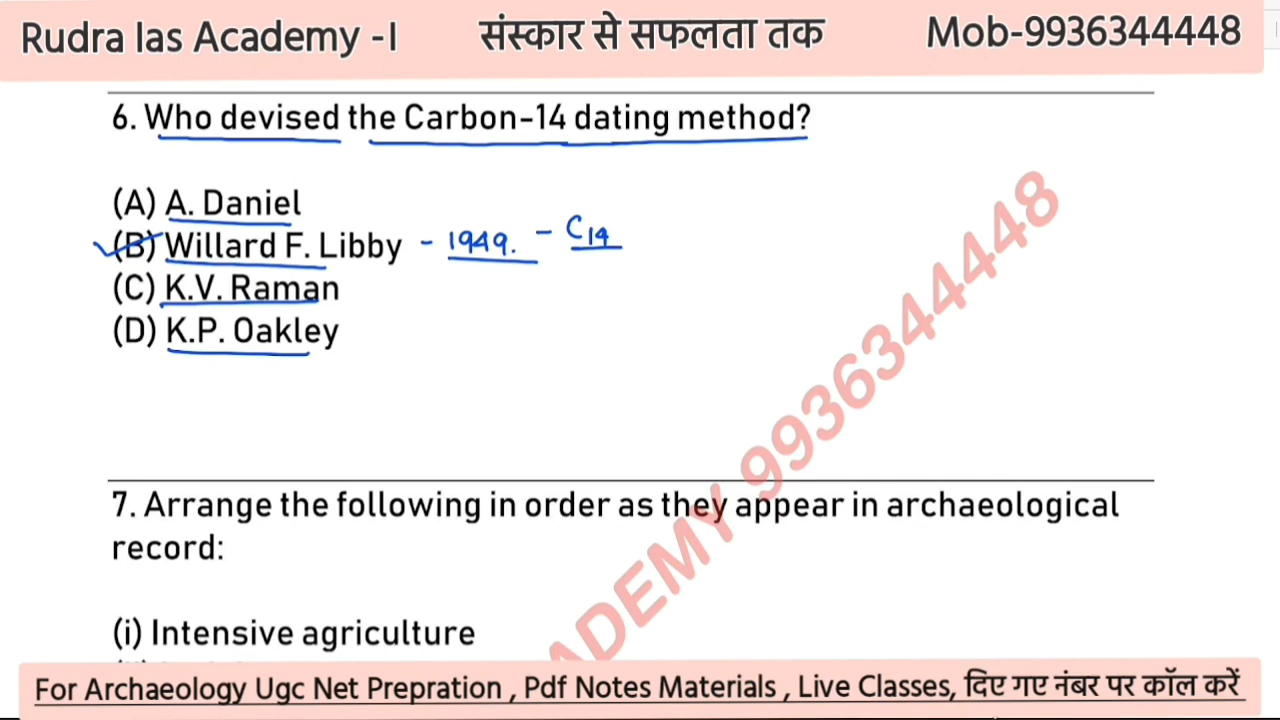 Rudra Ias Academy -I संस्कार से सफलता तक Mob-9936344448
6. Who devised the Carbon-14 dating method?
(A) A. Daniel
(B) Willard F. Libby - 1949. - C14
(C) K.V. Raman
(D) K.P. Oakley
ADEMY 9936344448
7. Arrange the following in order as they appear in archaeological
record:
(i) Intensive agriculture
For Archaeology Ugc Net Prepration , Pdf Notes Materials , Live Classes, दिए गए नंबर पर कॉल करें